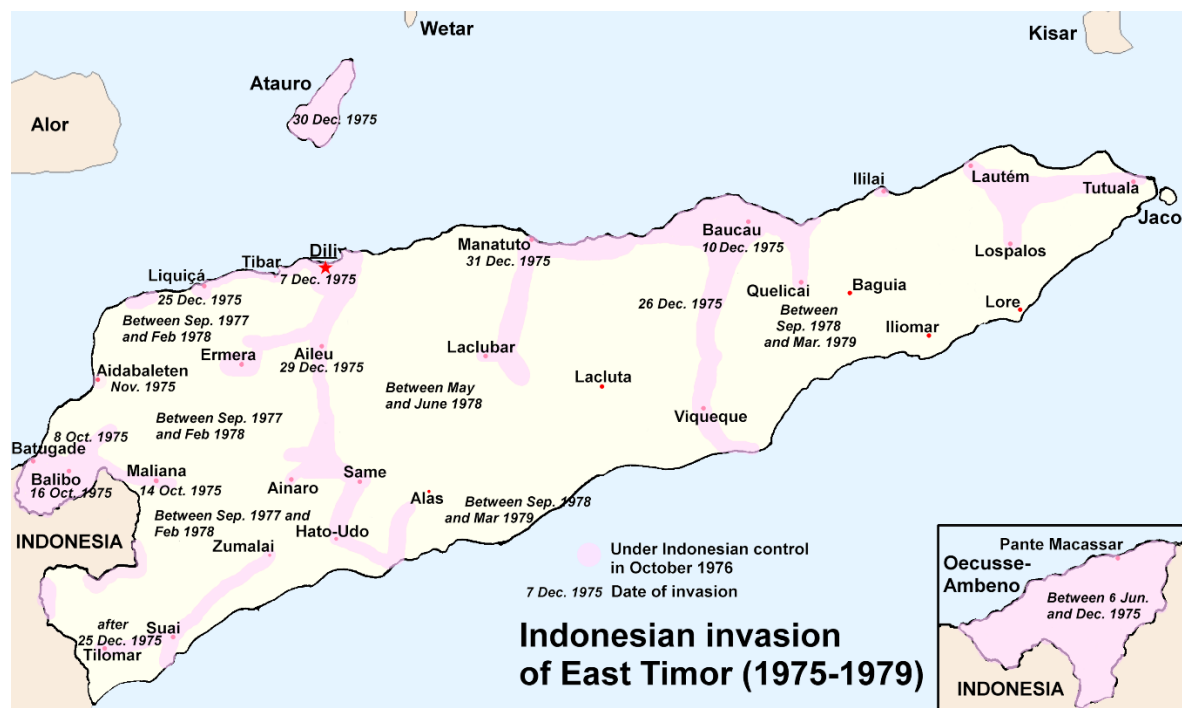 Wetar
Kisar
Atauro
30 Dec. 1975
Alor
Ililai
Lautém
Tutuala
Jaco
Baucau
10 Dec. 1975
Manatuto
31 Dec. 1975
Dili
Tibar
7 Dec. 1975
Liquiçá
25 Dec. 1975
Lospalos
Quelicai
Baguia
26 Dec. 1975
Between
Sep. 1978
and Mar. 1979
Lore
Iliomar
Between Sep. 1977
and Feb 1978
Ermera
Aileu
29 Dec. 1975
Laclubar
Aidabaleten
Nov. 1975
Lacluta
Between May
and June 1978
Viqueque
Between Sep. 1977
and Feb 1978
8 Oct. 1975
Batugade
Balibo
16 Oct. 1975
Maliana
14 Oct. 1975
Ainaro
Same
Alas
Between Sep. 1978
and Mar 1979
Between Sep. 1977 and
Feb 1978
Hato-Udo
INDONESIA
Zumalai
Suai
after
25 Dec. 1975
Tilomar
Under Indonesian control
in October 1976
7 Dec. 1975 Date of invasion
Indonesian invasion
of East Timor (1975-1979)
Pante Macassar
Oecusse-
Ambeno
Between 6 Jun.
and Dec. 1975
INDONESIA